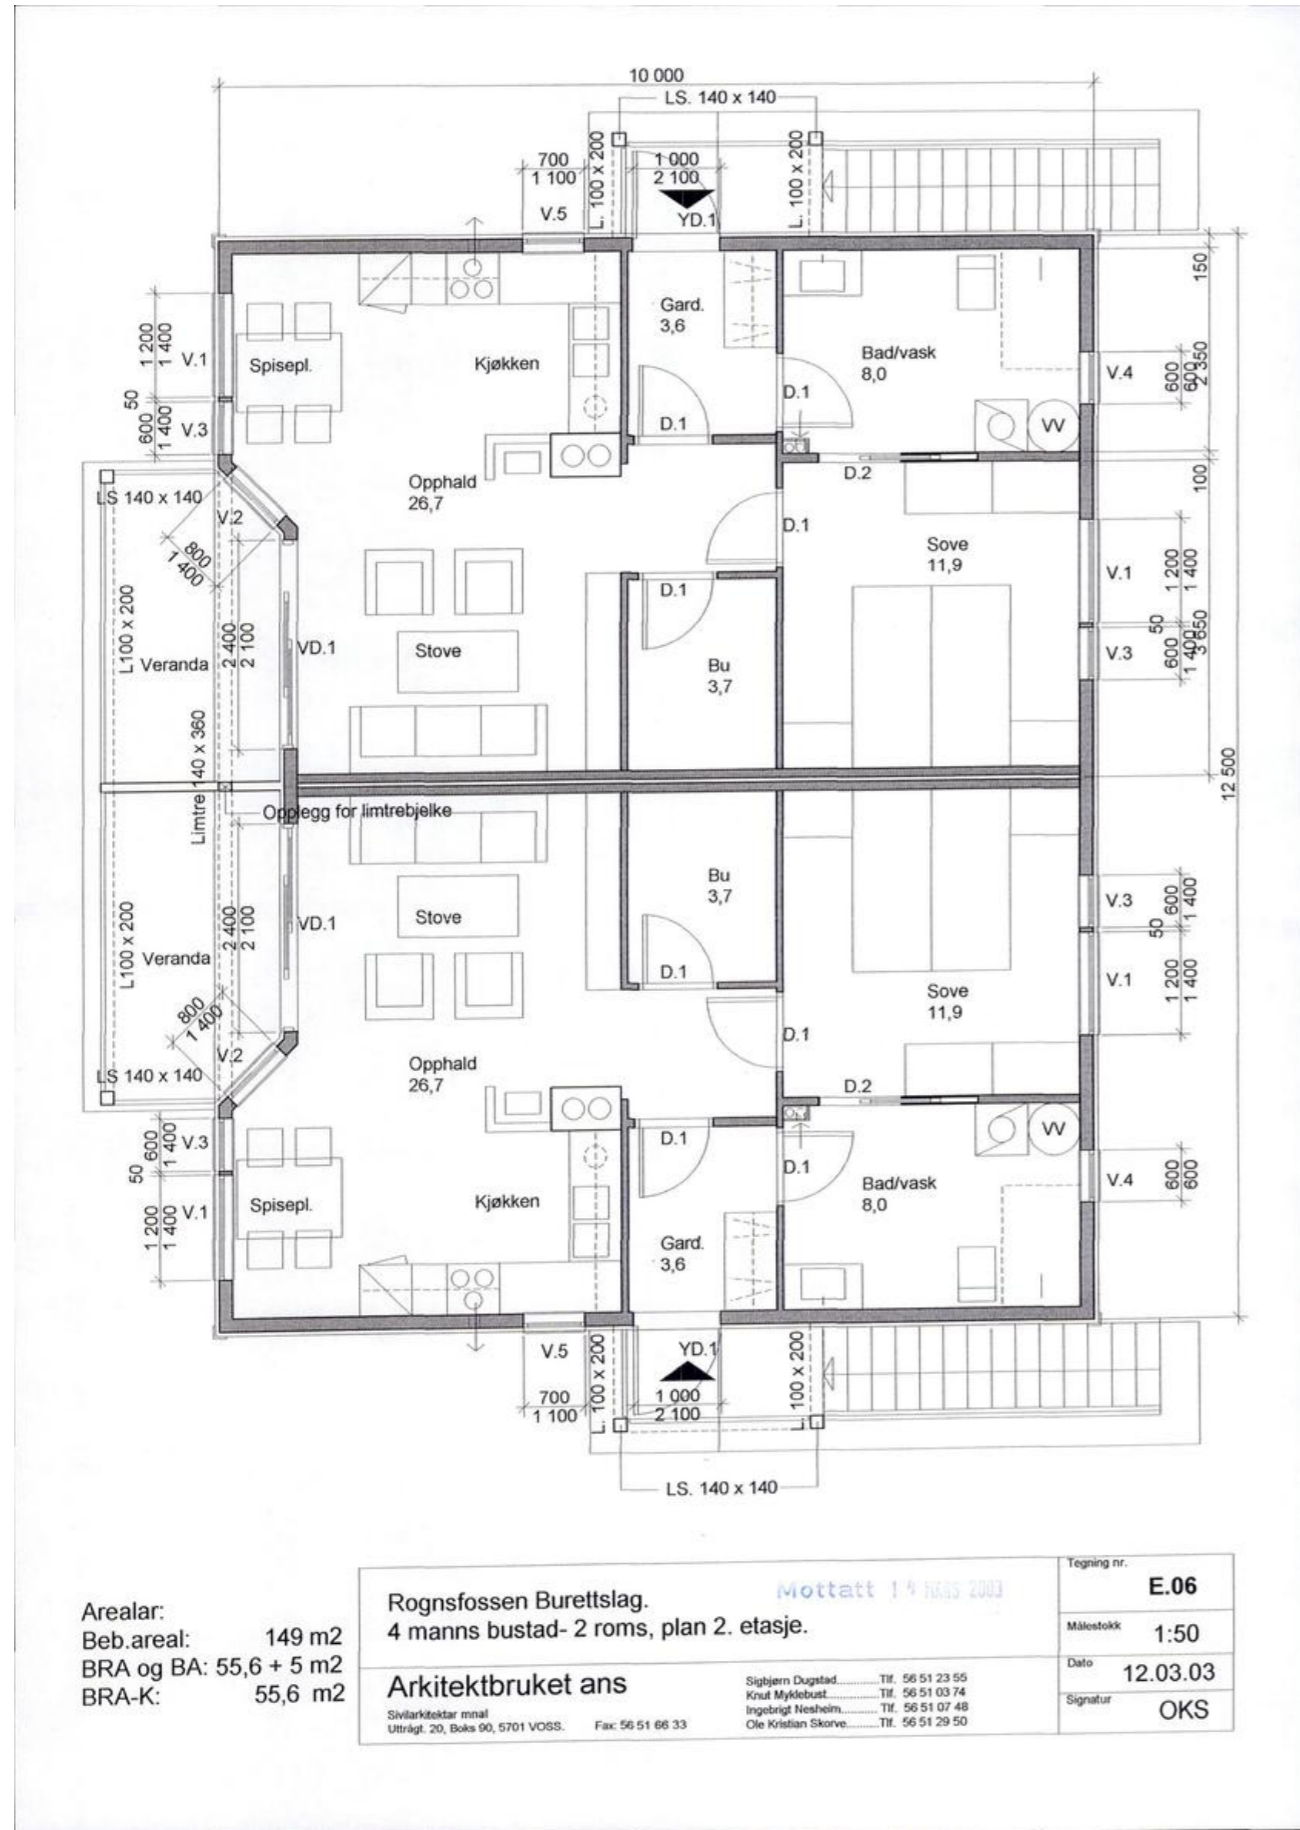 10 000
LS. 140 x 140
700
1 100
V.5
L. 100 x 200
1 000
2 100
YD.1
L. 100 x 200
150
1 200
1 400
V.1
50
600
1 400
V.3
Spisepl.
Kjøkken
Gard.
3,6
D.1
D.1
Bad/vask
8,0
VV
V.4
600
600
2 350
LS 140 x 140
V.2
800
1 400
Opphald
26,7
D.2
D.1
Sove
11,9
100
V.1
1 200
1 400
50
V.3
600
1 400
3 650
L100 x 200
Veranda
2 400
2 100
VD.1
Stove
D.1
Bu
3,7
Limtre 140 x 360
Opplegg for limtrebjelke
12 500
L100 x 200
Veranda
2 400
2 100
VD.1
Stove
Bu
3,7
D.1
V.3
600
1 400
50
V.1
1 200
1 400
Sove
11,9
D.1
D.2
800
1 400
V.2
LS 140 x 140
Opphald
26,7
V.3
600
1 400
50
V.1
1 200
1 400
Spisepl.
Kjøkken
D.1
D.1
Gard.
3,6
Bad/vask
8,0
VV
V.4
600
600
V.5
700
1 100
L. 100 x 200
YD.1
1 000
2 100
L. 100 x 200
LS. 140 x 140
Arealar:
Beb.areal: 149 m2
BRA og BA: 55,6 + 5 m2
BRA-K: 55,6 m2
Rognsfossen Burettslag.
4 manns bustad- 2 roms, plan 2. etasje.
Mottatt 2003
Arkitektbruket ans
Sivilarkitektar mnal
Uttrågt. 20, Boks 90, 5701 VOSS. Fax: 56 51 66 33
Sigbjørn Dugstad............Tlf. 56 51 23 55
Knut Myklebust..............Tlf. 56 51 03 74
Ingebrigt Nesheim...........Tlf. 56 51 07 48
Ole Kristian Skorve.........Tlf. 56 51 29 50
Tegning nr.
E.06
Målestokk
1:50
Dato
12.03.03
Signatur
OKS